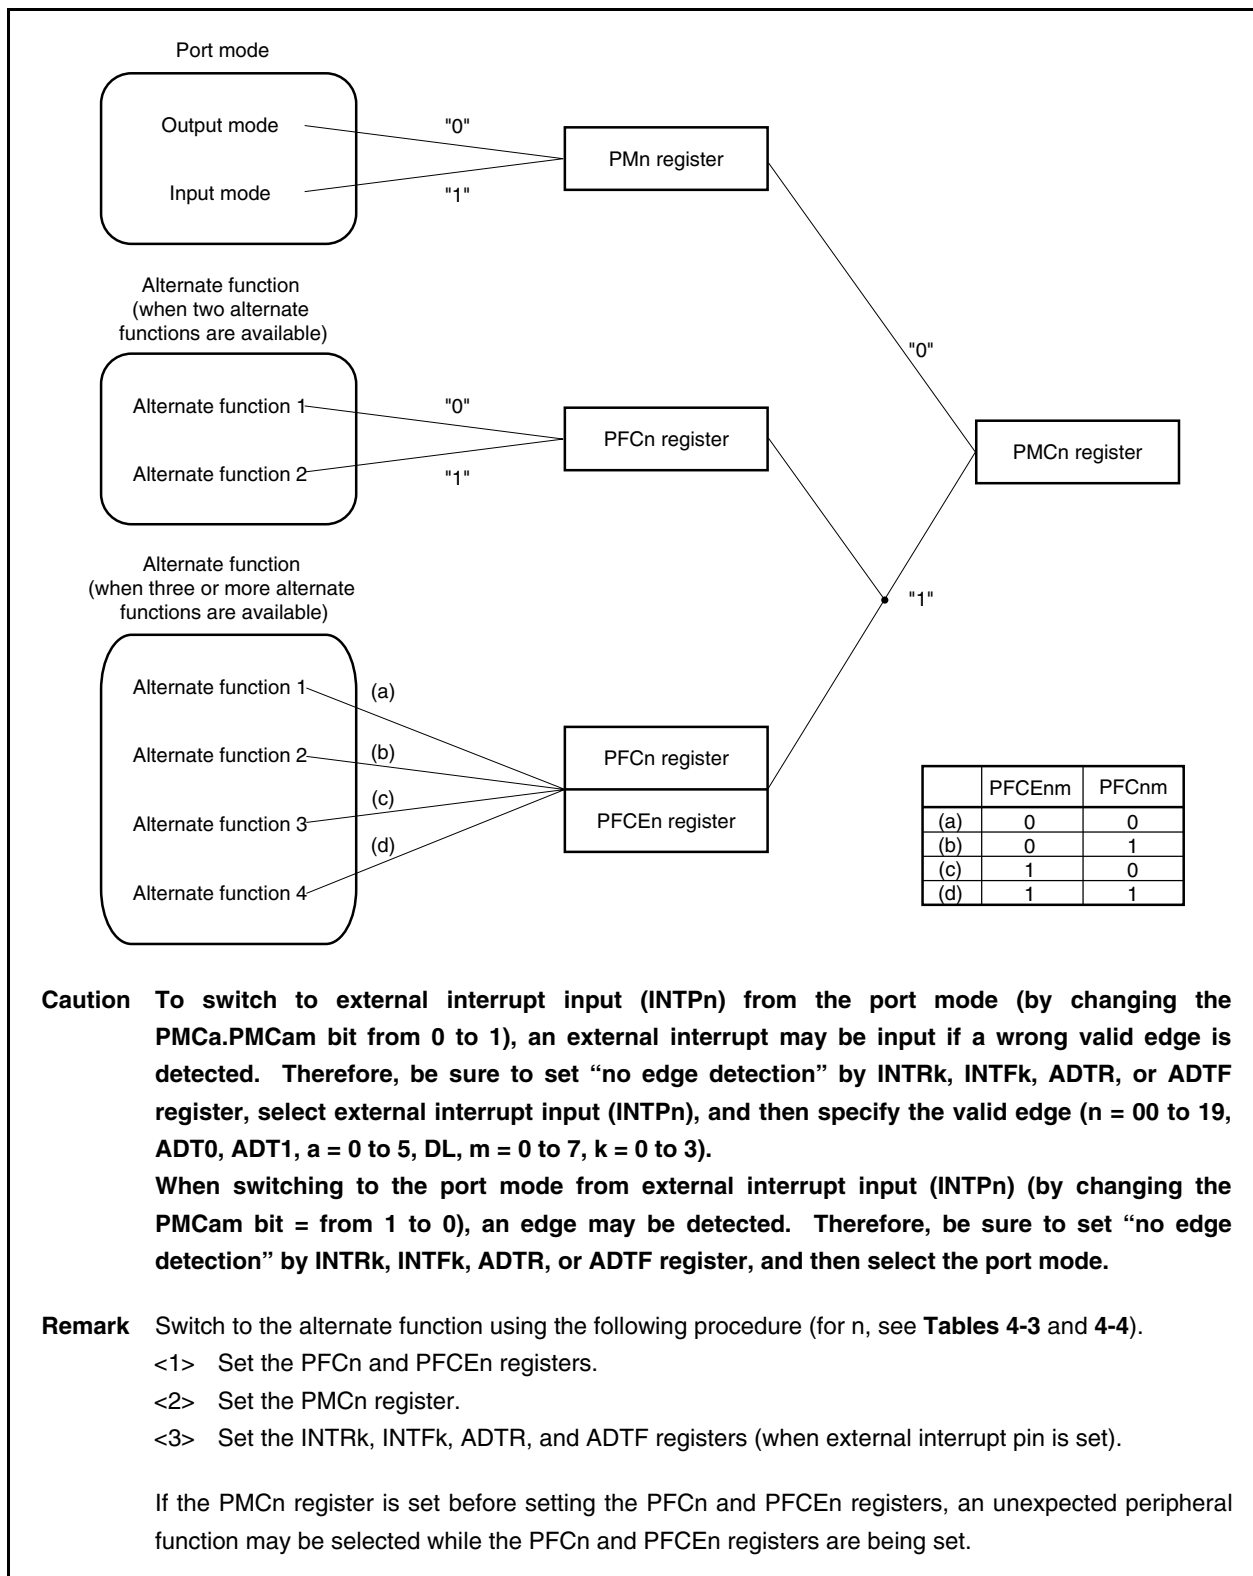 Port mode
Output mode
"0"
PMn register
Input mode
"1"
Alternate function
(when two alternate
functions are available)
"0"
Alternate function 1
"0"
PFCn register
PMCn register
Alternate function 2
"1"
Alternate function
(when three or more alternate
functions are available)
"1"
Alternate function 1
(a)
Alternate function 2
(b)
PFCn register
(c)
Alternate function 3
PFCEn register
(d)
Alternate function 4
PFCEnm PFCnm
(a) 0 0
(b) 0 1
(c) 1 0
(d) 1 1
Caution To switch to external interrupt input (INTPn) from the port mode (by changing the
PMCa.PMCam bit from 0 to 1), an external interrupt may be input if a wrong valid edge is
detected. Therefore, be sure to set “no edge detection” by INTRk, INTFk, ADTR, or ADTF
register, select external interrupt input (INTPn), and then specify the valid edge (n = 00 to 19,
ADT0, ADT1, a = 0 to 5, DL, m = 0 to 7, k = 0 to 3).
When switching to the port mode from external interrupt input (INTPn) (by changing the
PMCam bit = from 1 to 0), an edge may be detected. Therefore, be sure to set “no edge
detection” by INTRk, INTFk, ADTR, or ADTF register, and then select the port mode.
Remark Switch to the alternate function using the following procedure (for n, see Tables 4-3 and 4-4).
<1> Set the PFCn and PFCEn registers.
<2> Set the PMCn register.
<3> Set the INTRk, INTFk, ADTR, and ADTF registers (when external interrupt pin is set).
If the PMCn register is set before setting the PFCn and PFCEn registers, an unexpected peripheral
function may be selected while the PFCn and PFCEn registers are being set.